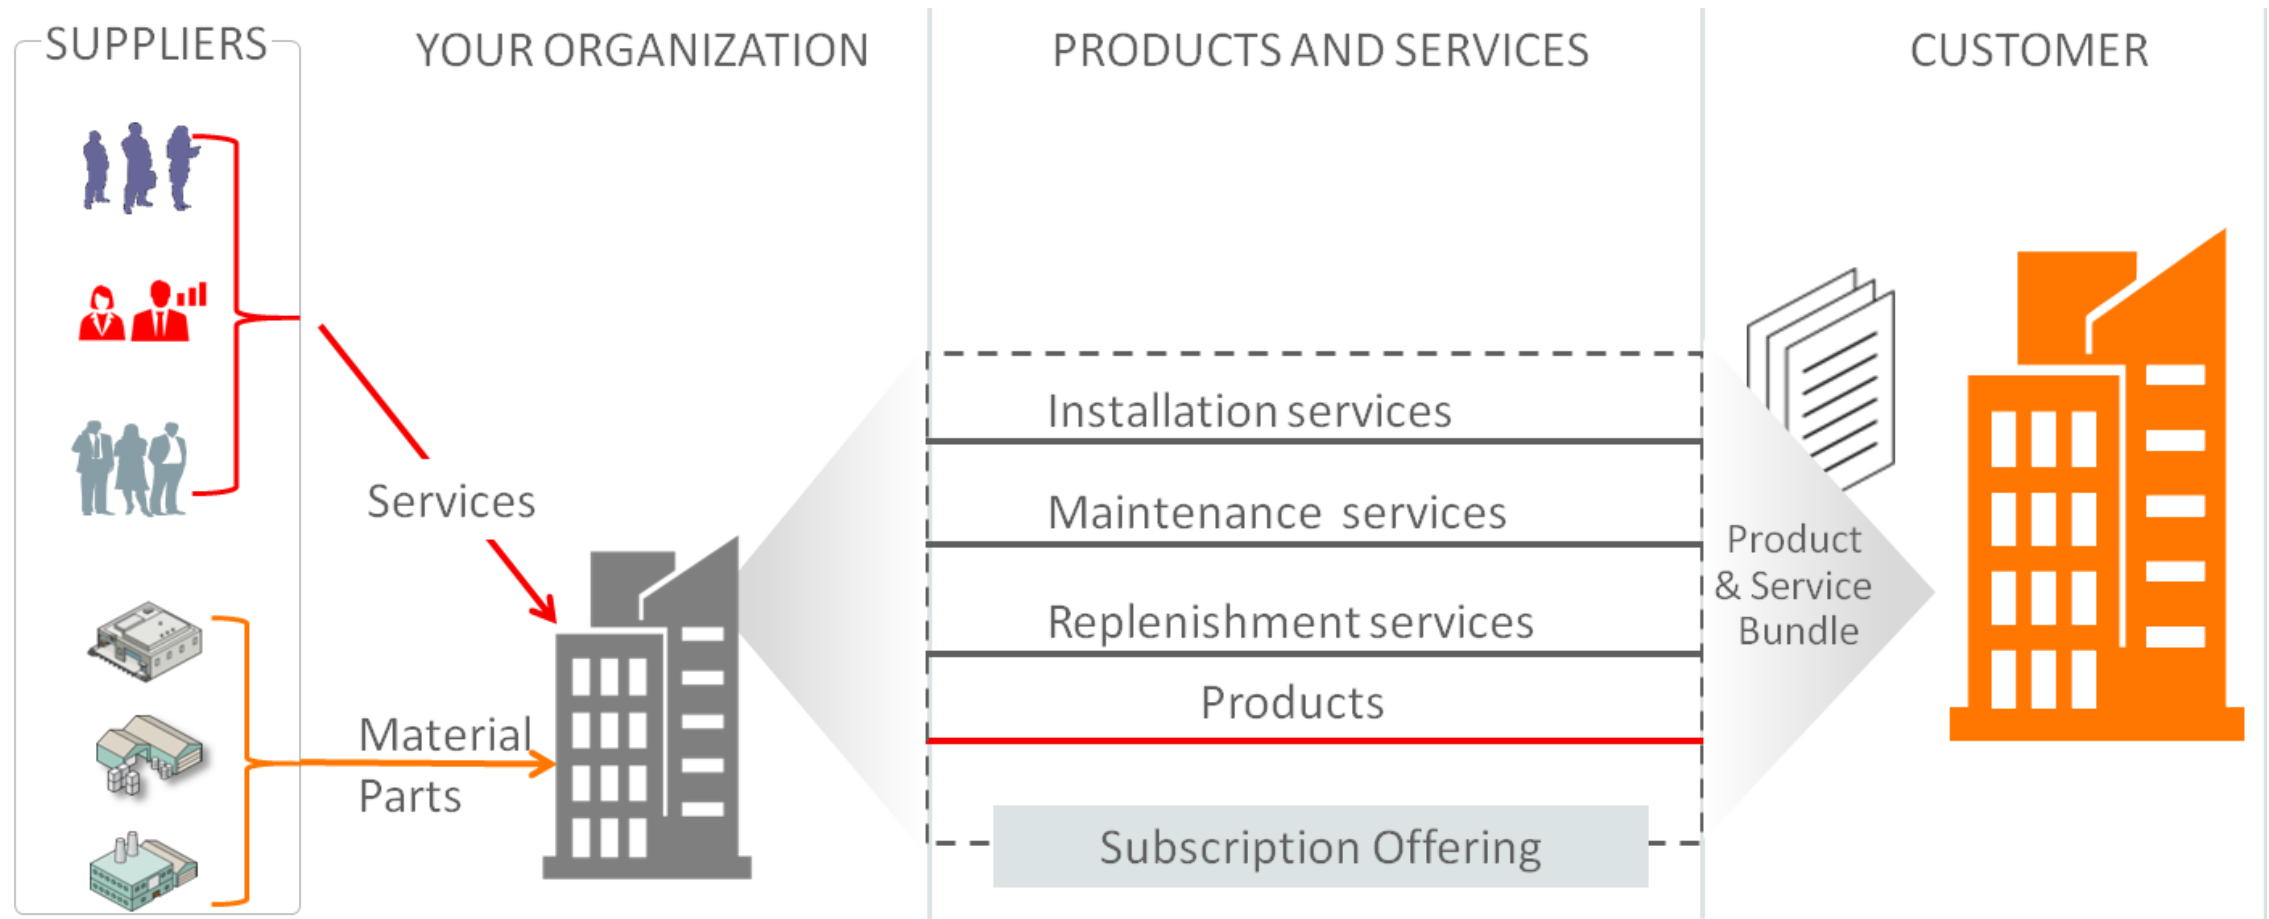 SUPPLIERS
YOUR ORGANIZATION
PRODUCTS AND SERVICES
CUSTOMER
Services
Material
Parts
Installation services
Maintenance services
Replenishment services
Products
Subscription Offering
Product
& Service
Bundle